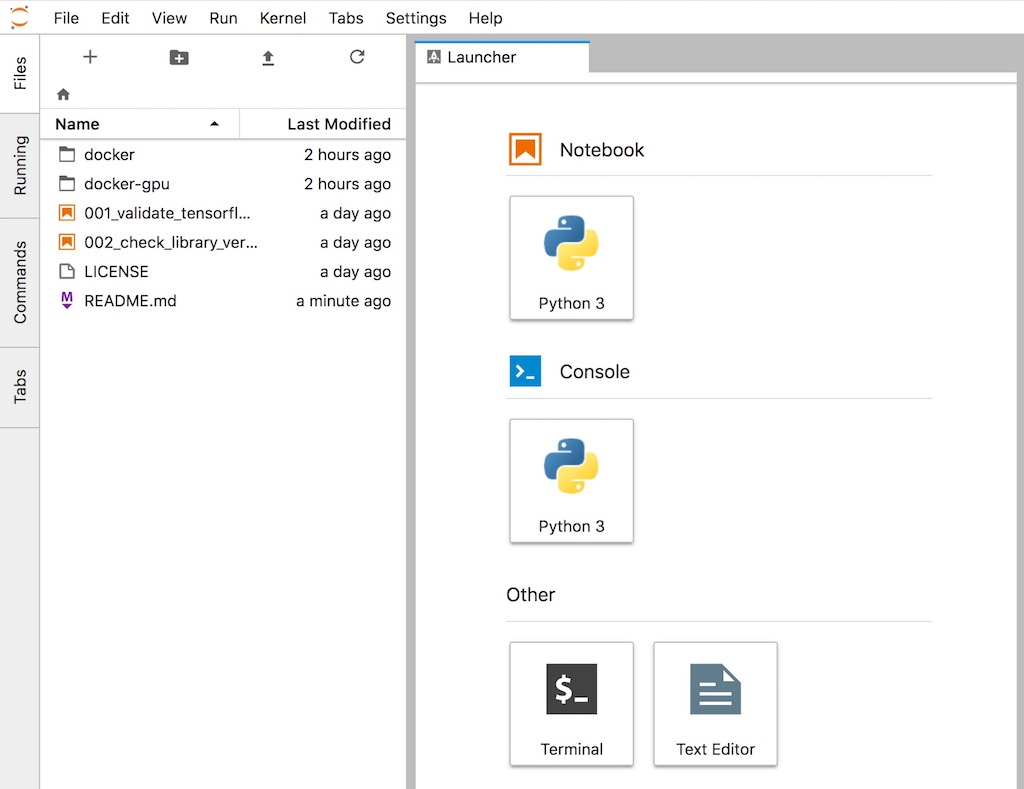 File Edit View Run Kernel Tabs Settings Help
Files
Running
Commands
Tabs
Name Last Modified
docker 2 hours ago
docker-gpu 2 hours ago
001_validate_tensorfl... a day ago
002_check_library_ver... a day ago
LICENSE a day ago
M README.md a minute ago
Launcher
Notebook
Python 3
>_ Console
Python 3
Other
$_
Terminal Text Editor